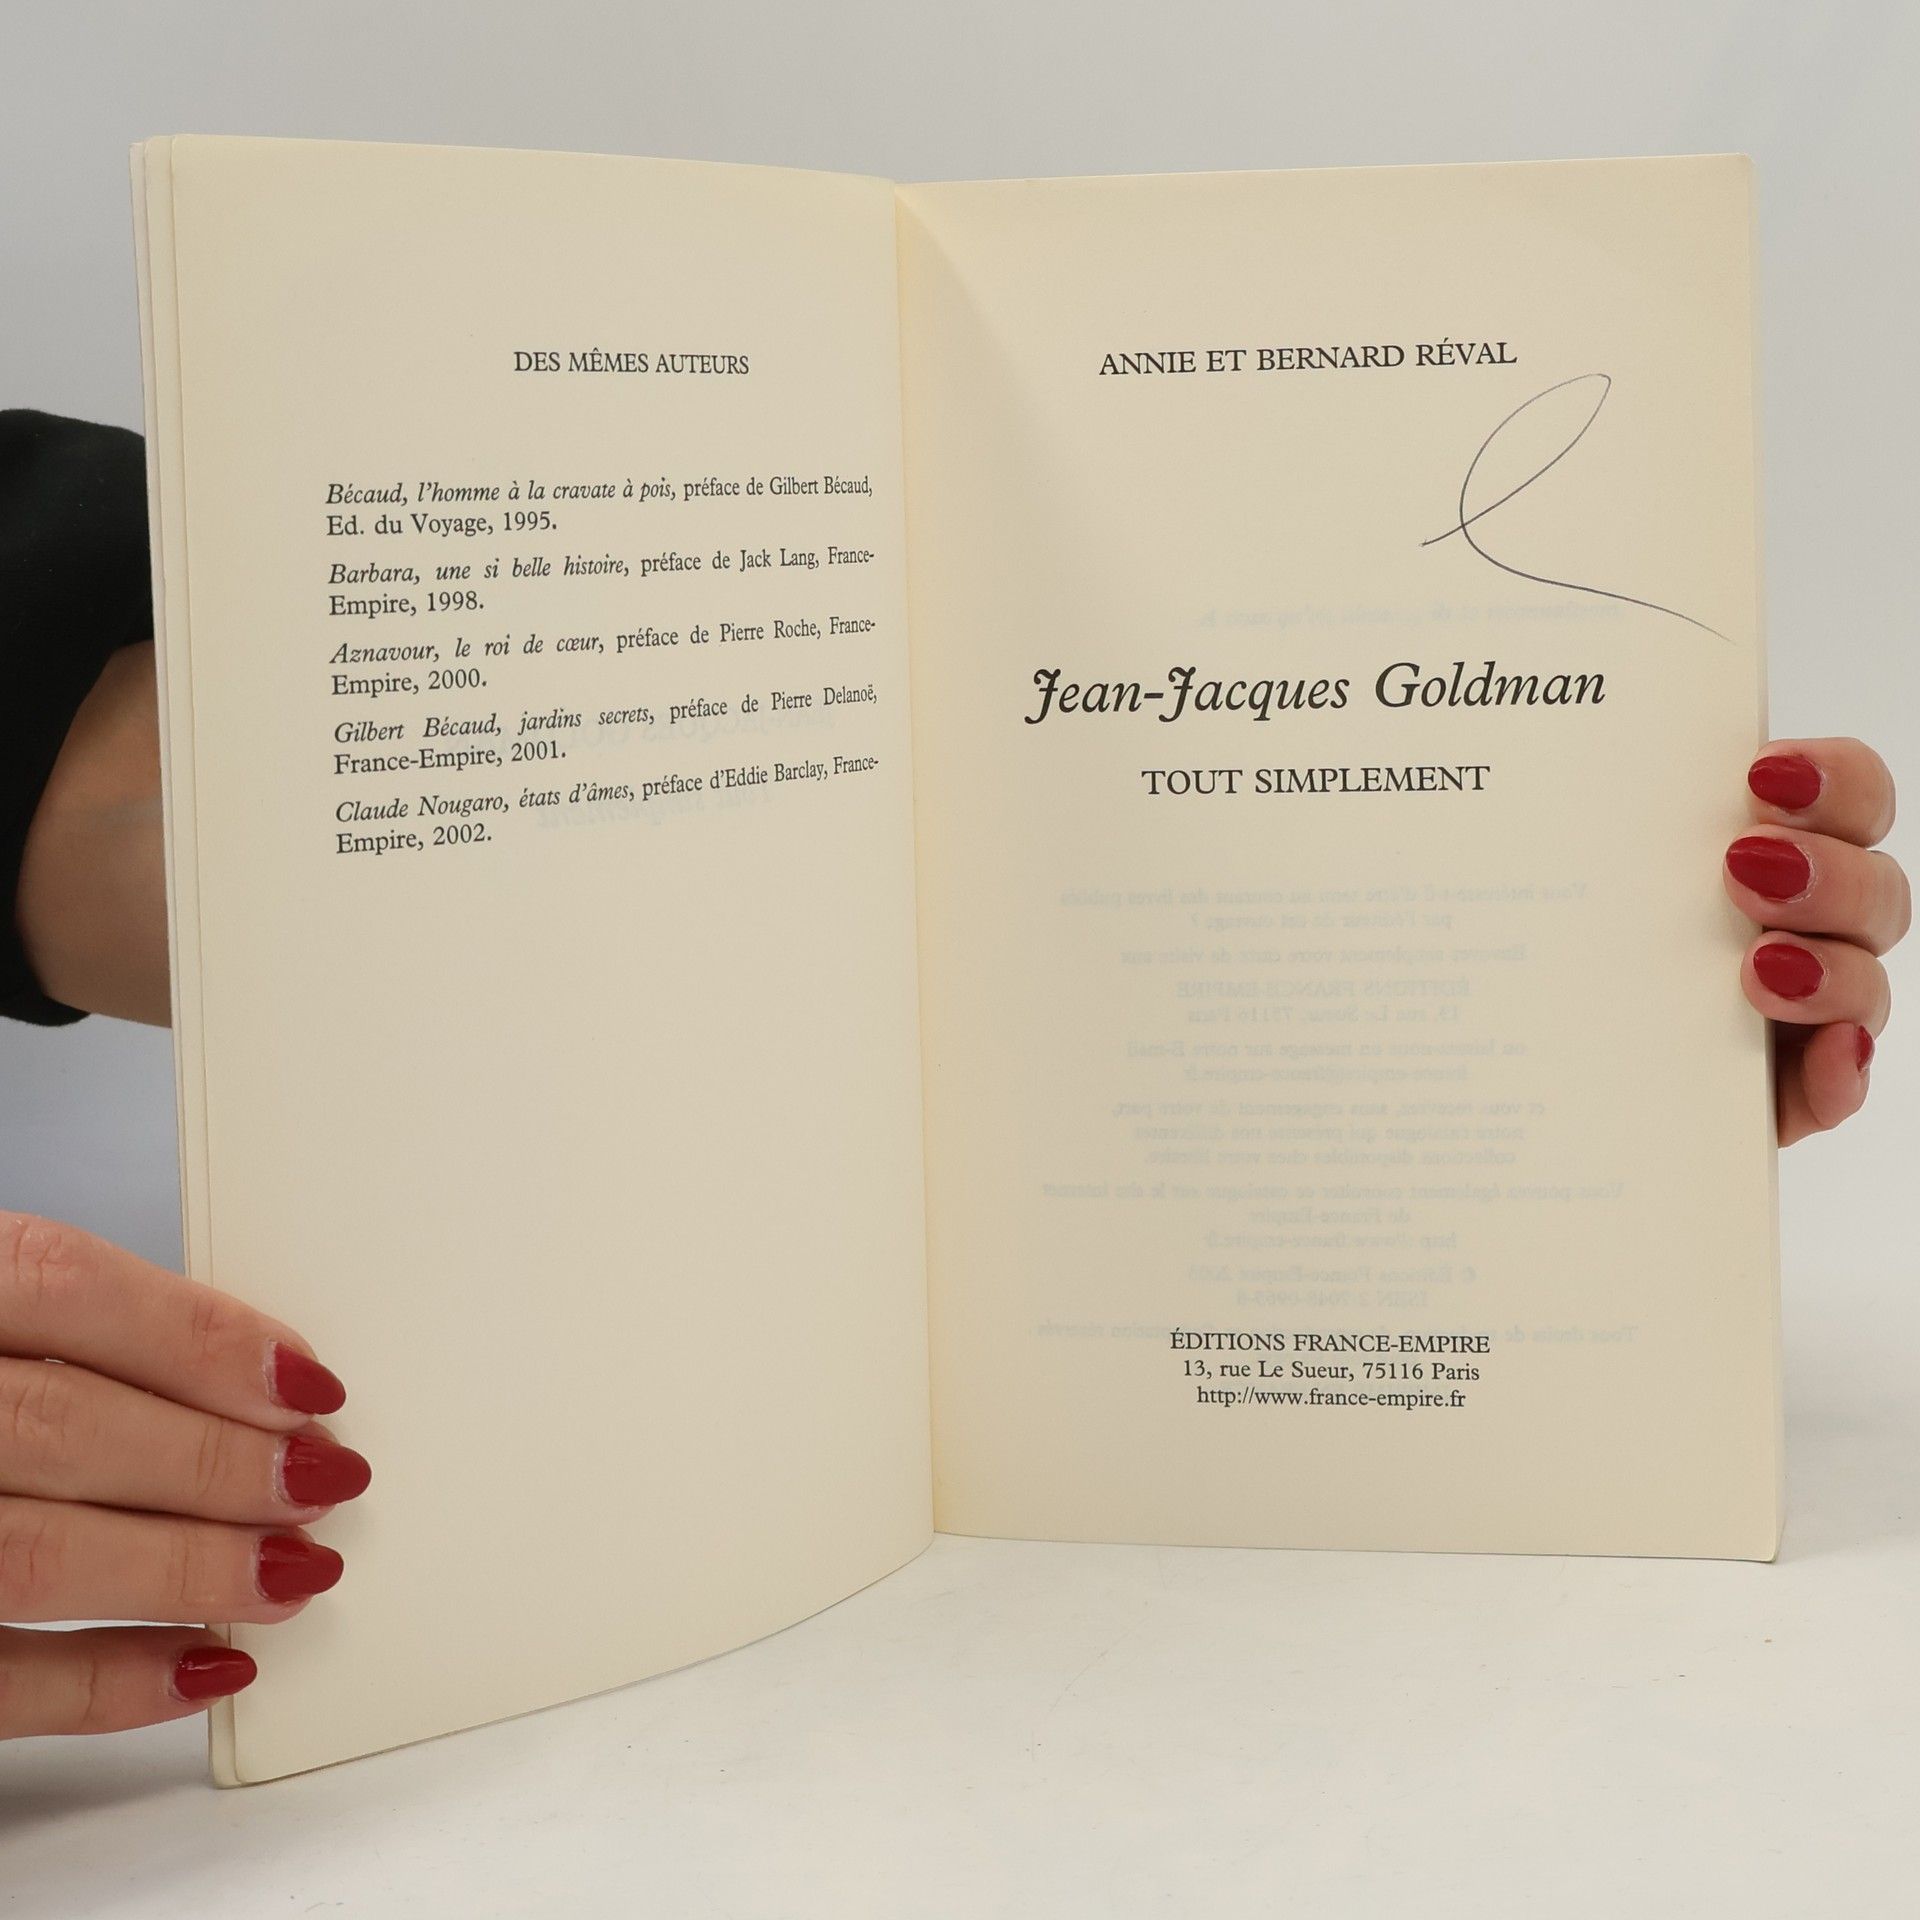 DES MÊMES AUTEURS
Bécaud, l'homme à la cravate à pois, préface de Gilbert Bécaud,
Ed. du Voyage, 1995.
Barbara, une si belle histoire, préface de Jack Lang, France-
Empire, 1998.
Aznavour, le roi de cœur, préface de Pierre Roche, France-
Empire, 2000.
Gilbert Bécaud, jardins secrets, préface de Pierre Delanoë,
France-Empire, 2001.
Claude Nougaro, états d'âmes, préface d'Eddie Barclay, France-
Empire, 2002.
ANNIE ET BERNARD RÉVAL
Jean-Jacques Goldman
TOUT SIMPLEMENT
ÉDITIONS FRANCE-EMPIRE
13, rue Le Sueur, 75116 Paris
http://www.france-empire.fr